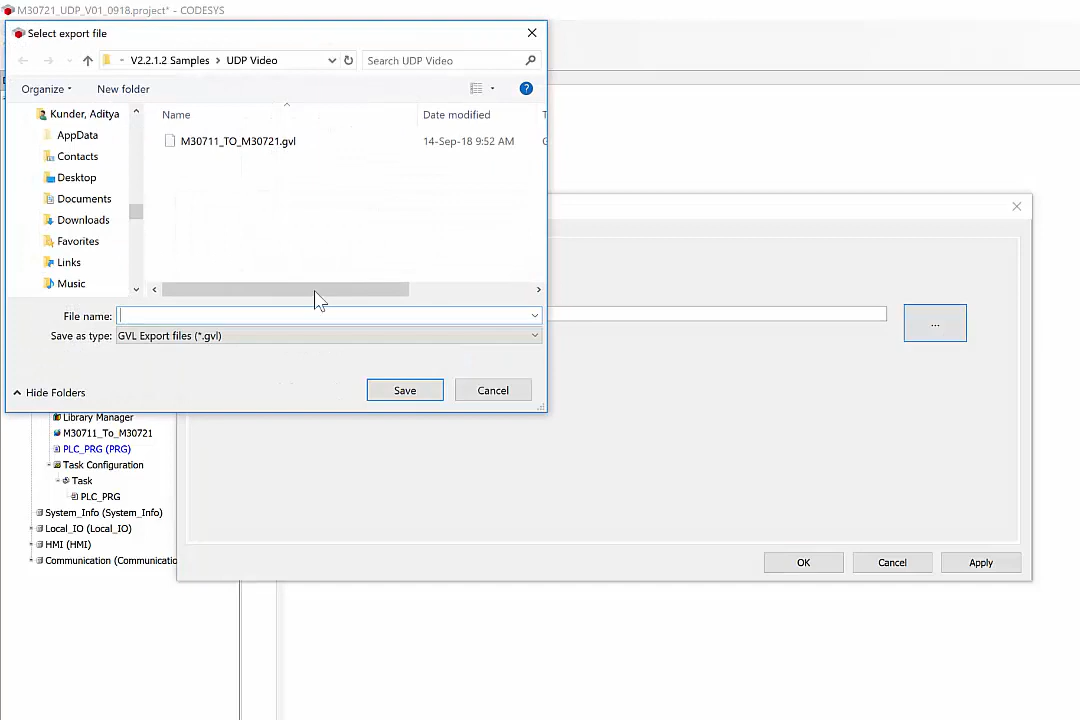 M30721_UDP_V01_0918.project* - CODESYS
Select export file
V2.2.1.2 Samples UDP Video
Search UDP Video
Organize
New folder
?
Kunder, Aditya
AppData
Contacts
Desktop
Documents
Downloads
Favorites
Links
Music
Name Date modified
M30711_TO_M30721.gvl 14-Sep-18 9:52 AM
File name:
Save as type: GVL Export files (*.gvl)
...
Hide Folders
Save
Cancel
Library Manager
M30711_To_M30721
PLC_PRG (PRG)
Task Configuration
Task
PLC_PRG
System_Info (System_Info)
Local_IO (Local_IO)
HMI (HMI)
Communication (Communicatio
OK
Cancel
Apply